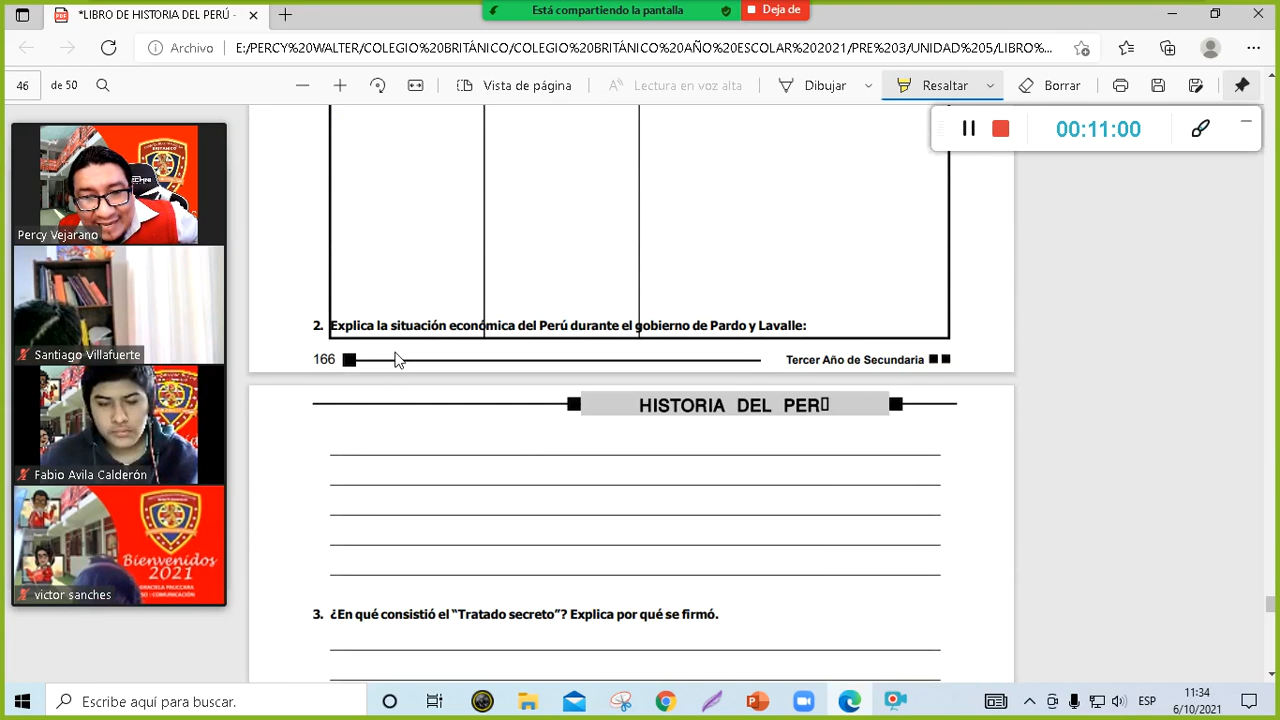 Está compartiendo la pantalla
Deja de
*LIBRO DE HISTORIA DEL PERÚ -
Archivo
E:/PERCY%20WALTER/COLEGIO%20BRITÁNICO/COLEGIO%20BRITÁNICO%20AÑO%20ESCOLAR%202021/PRE%203/UNIDAD%205/LIBRO%...
46 de 50
Vista de página
Lectura en voz alta
Dibujar
Resaltar
Borrar
00:11:00
Percy Vejarano
Santiago Villafuerte
Fabio Avila Calderón
Bienvenidos
2021
victor sanches
2. Explica la situación económica del Perú durante el gobierno de Pardo y Lavalle:
166
Tercer Año de Secundaria
HISTORIA DEL PER▯
3. ¿En qué consistió el “Tratado secreto”? Explica por qué se firmó.
Escribe aquí para buscar.
ESP
11:34
6/10/2021